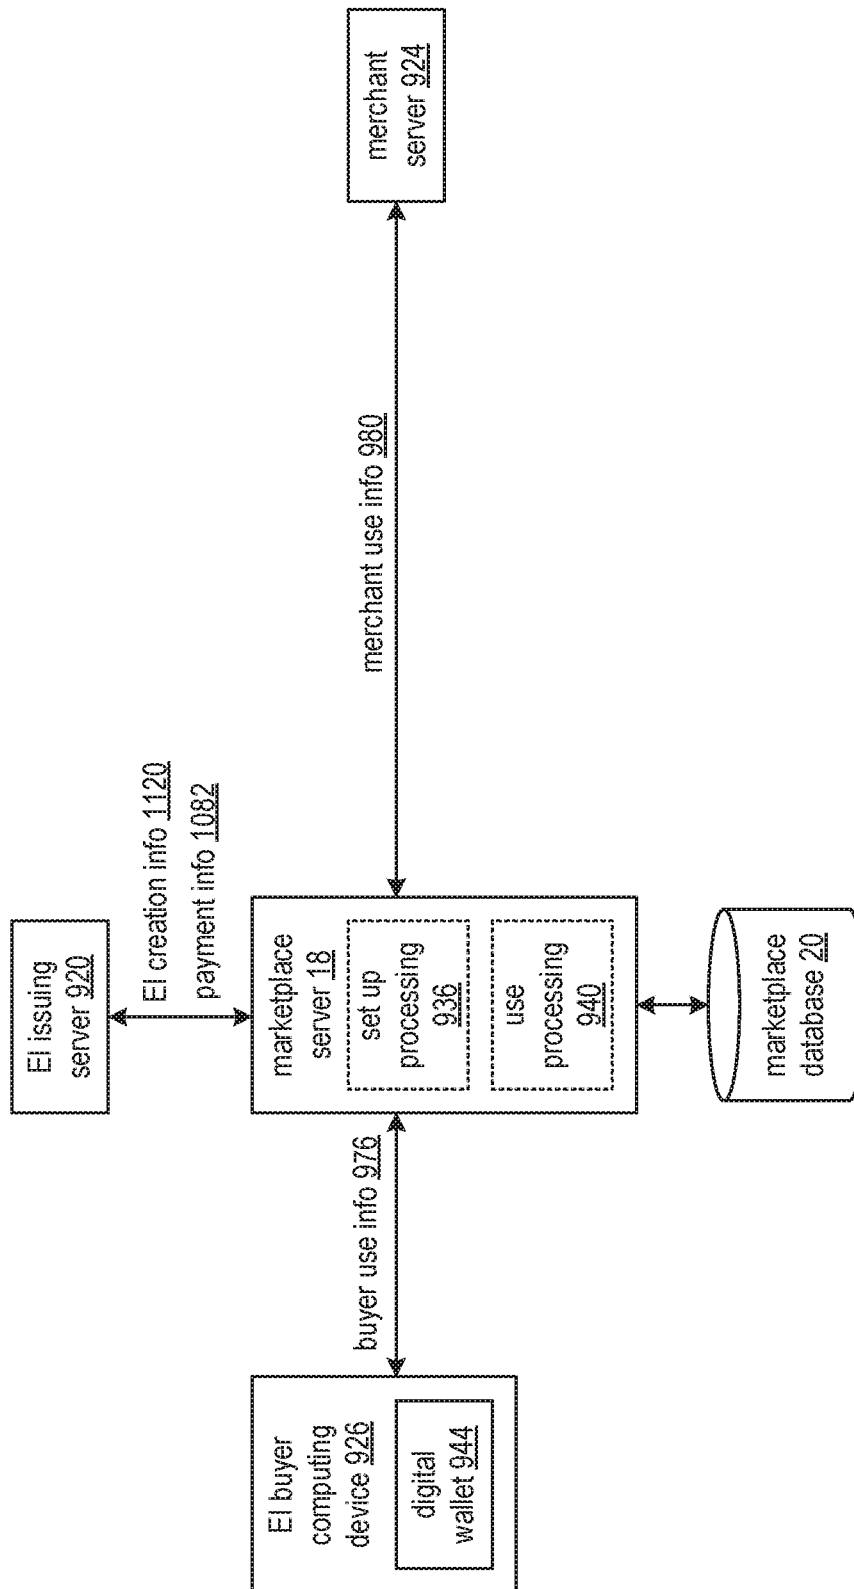 EI issuing
server 920
EI creation info 1120
payment info 1082
EI buyer
computing
device 926
digital
wallet 944
buyer use info 976
marketplace
server 18
set up
processing
936
use
processing
940
merchant use info 980
merchant
server 924
marketplace
database 20